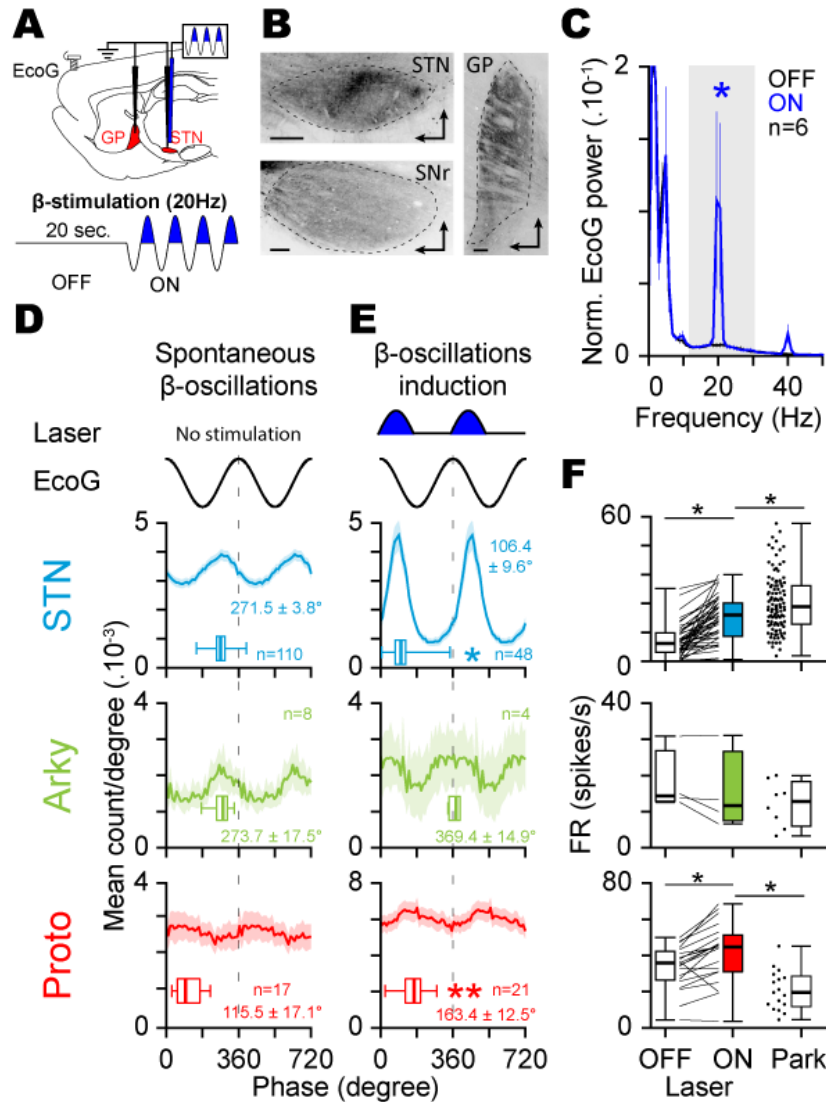 A
EcoG
GP
STN
β-stimulation (20Hz)
20 sec.
OFF
ON
B
STN
GP
SNr
C
Norm. EcoG power (.10⁻¹)
2
0
*
OFF
ON
n=6
0
20
40
Frequency (Hz)
D
Spontaneous
β-oscillations
E
β-oscillations
induction
Laser
No stimulation
EcoG
Mean count/degree (.10⁻³)
STN
5
0
271.5 ± 3.8°
n=110
5
0
106.4
± 9.6°
* n=48
Arky
4
0
n=8
273.7 ± 17.5°
4
0
n=4
369.4 ± 14.9°
Proto
4
0
n=17
115.5 ± 17.1°
8
0
** n=21
163.4 ± 12.5°
0 360 720
0 360 720
Phase (degree)
F
FR (spikes/s)
60
0
* *
40
0
80
0
* *
OFF ON Park
Laser